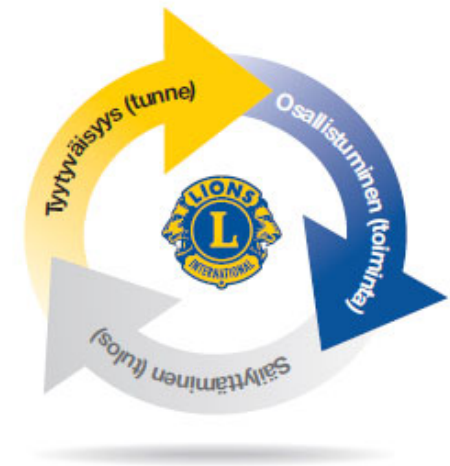 Tyytyväisyys (tunne)
Osallistuminen (toiminta)
Säilyttäminen (tulos)
LIONS
L
INTERNATIONAL